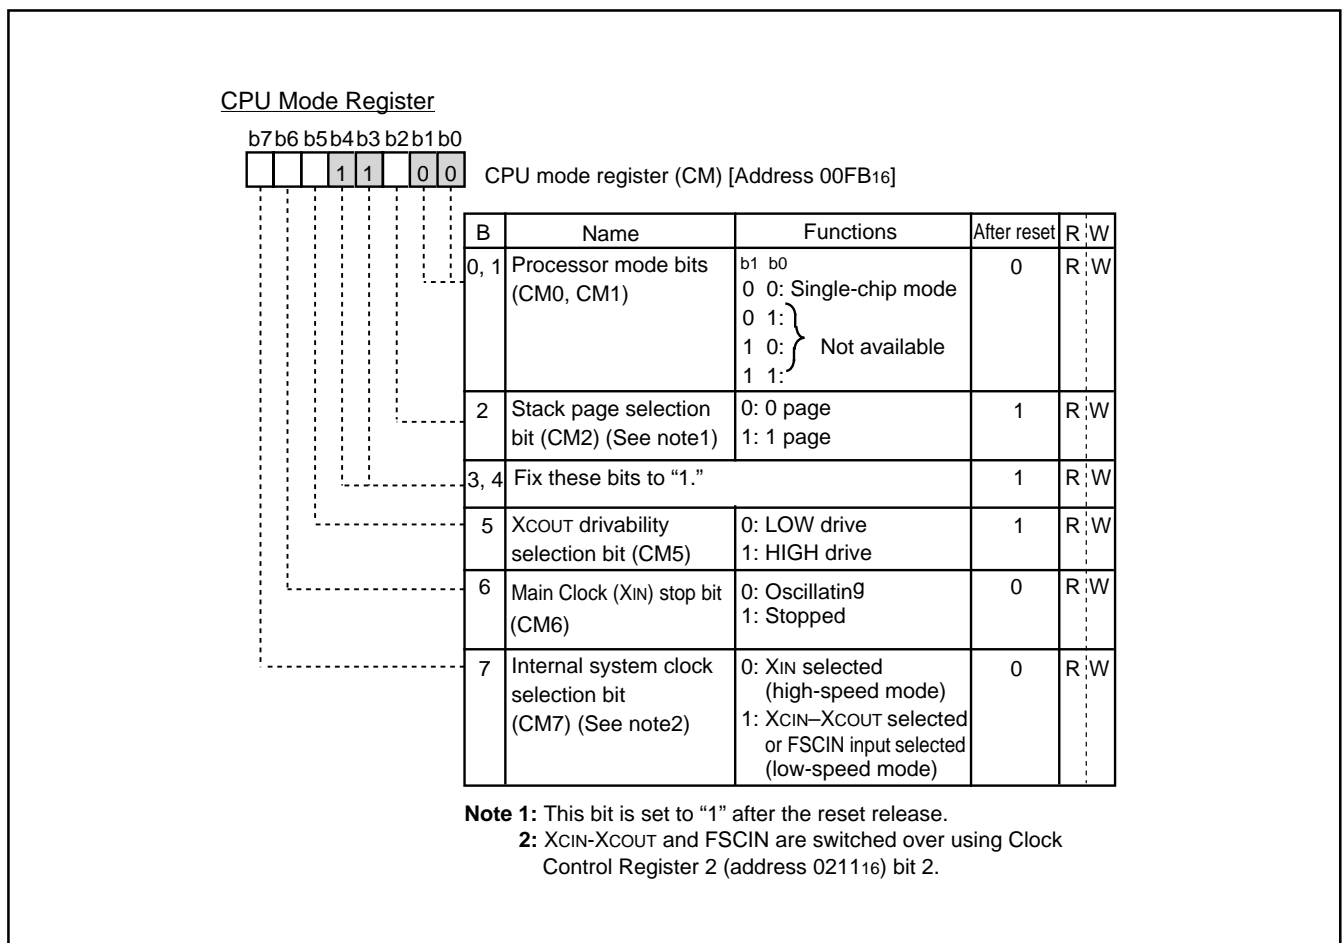 CPU Mode Register
b7 b6 b5 b4 b3 b2 b1 b0
1 1 0 0
CPU mode register (CM) [Address 00FB16]
B Name Functions After reset R W
0, 1 Processor mode bits (CM0, CM1)
b1 b0
0 0: Single-chip mode
0 1:
1 0: Not available
1 1:
0 R W
2 Stack page selection bit (CM2) (See note1)
0: 0 page
1: 1 page
1 R W
3, 4 Fix these bits to “1.” 1 R W
5 XCOUT drivability selection bit (CM5)
0: LOW drive
1: HIGH drive
1 R W
6 Main Clock (XIN) stop bit (CM6)
0: Oscillating
1: Stopped
0 R W
7 Internal system clock selection bit (CM7) (See note2)
0: XIN selected
(high-speed mode)
1: XCIN–XCOUT selected
or FSCIN input selected
(low-speed mode)
0 R W
Note 1: This bit is set to “1” after the reset release.
2: XCIN-XCOUT and FSCIN are switched over using Clock
Control Register 2 (address 021116) bit 2.